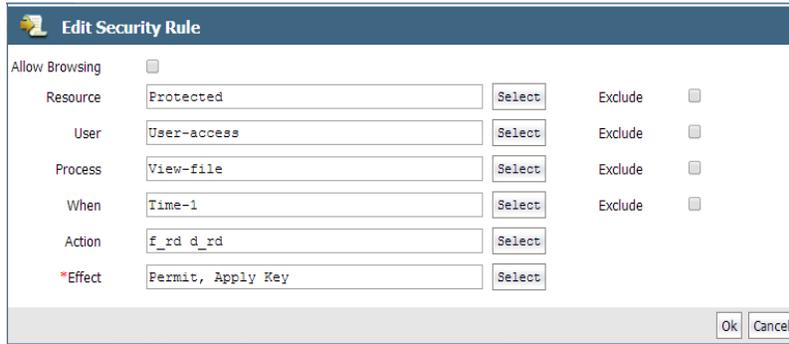 Edit Security Rule
Allow Browsing
Resource Protected Select Exclude
User User-access Select Exclude
Process View-file Select Exclude
When Time-1 Select Exclude
Action f_rd d_rd Select
*Effect Permit, Apply Key Select
Ok Cancel